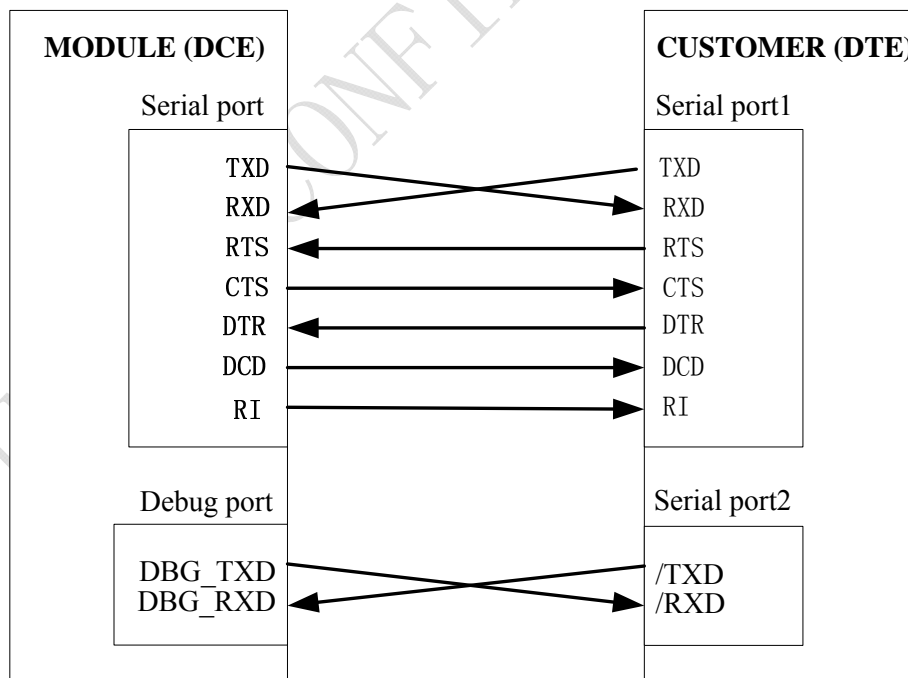 MODULE (DCE)
CUSTOMER (DTE)
Serial port
Serial port1
TXD
TXD
RXD
RXD
RTS
RTS
CTS
CTS
DTR
DTR
DCD
DCD
RI
RI
Debug port
Serial port2
DBG_TXD
/TXD
DBG_RXD
/RXD